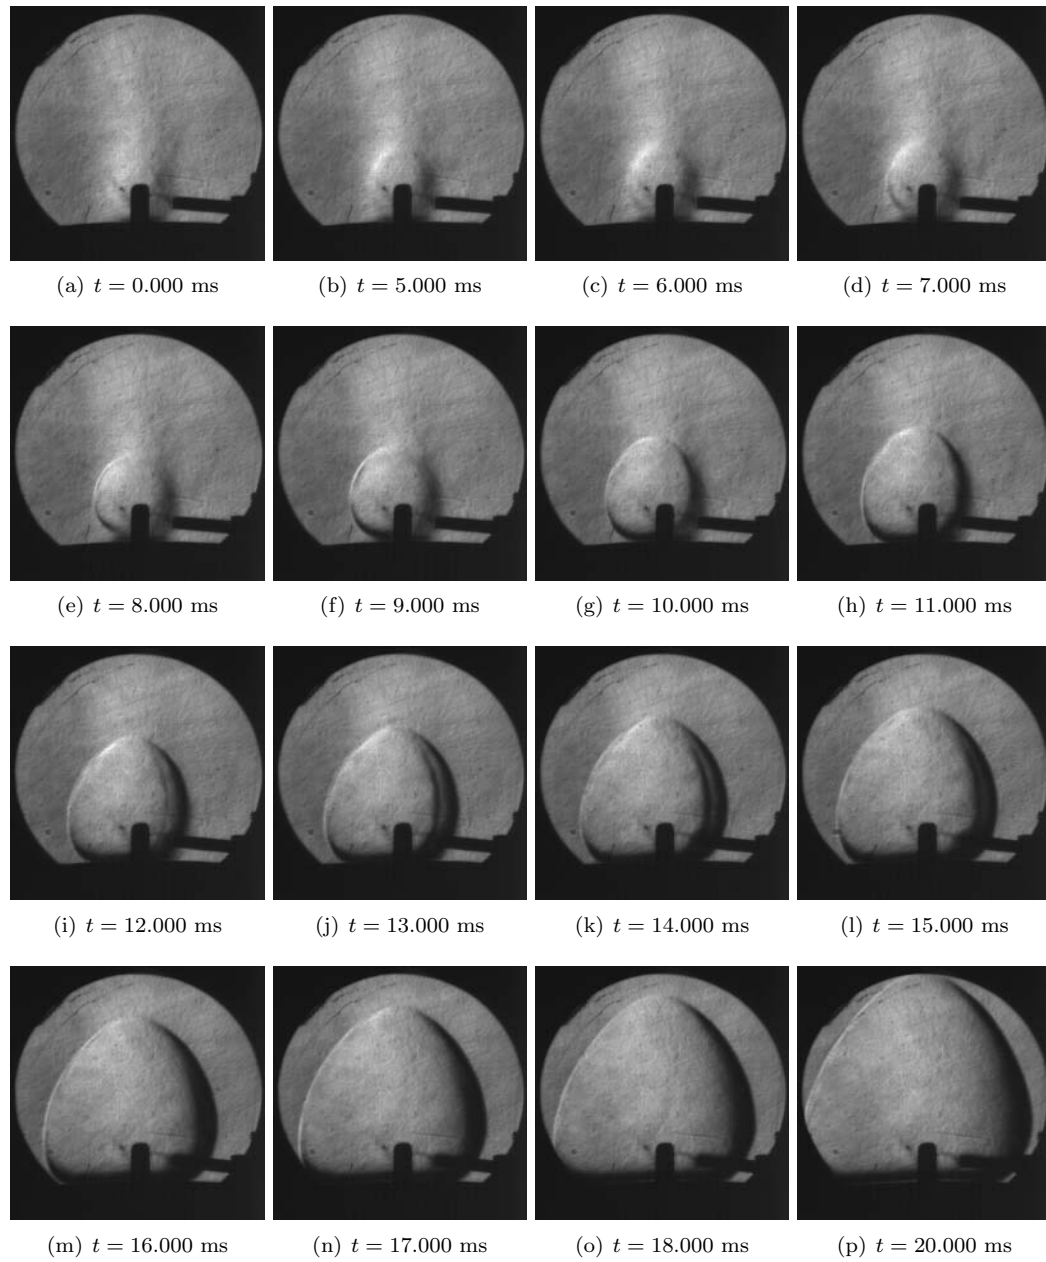 (a) t = 0.000 ms
(b) t = 5.000 ms
(c) t = 6.000 ms
(d) t = 7.000 ms
(e) t = 8.000 ms
(f) t = 9.000 ms
(g) t = 10.000 ms
(h) t = 11.000 ms
(i) t = 12.000 ms
(j) t = 13.000 ms
(k) t = 14.000 ms
(l) t = 15.000 ms
(m) t = 16.000 ms
(n) t = 17.000 ms
(o) t = 18.000 ms
(p) t = 20.000 ms